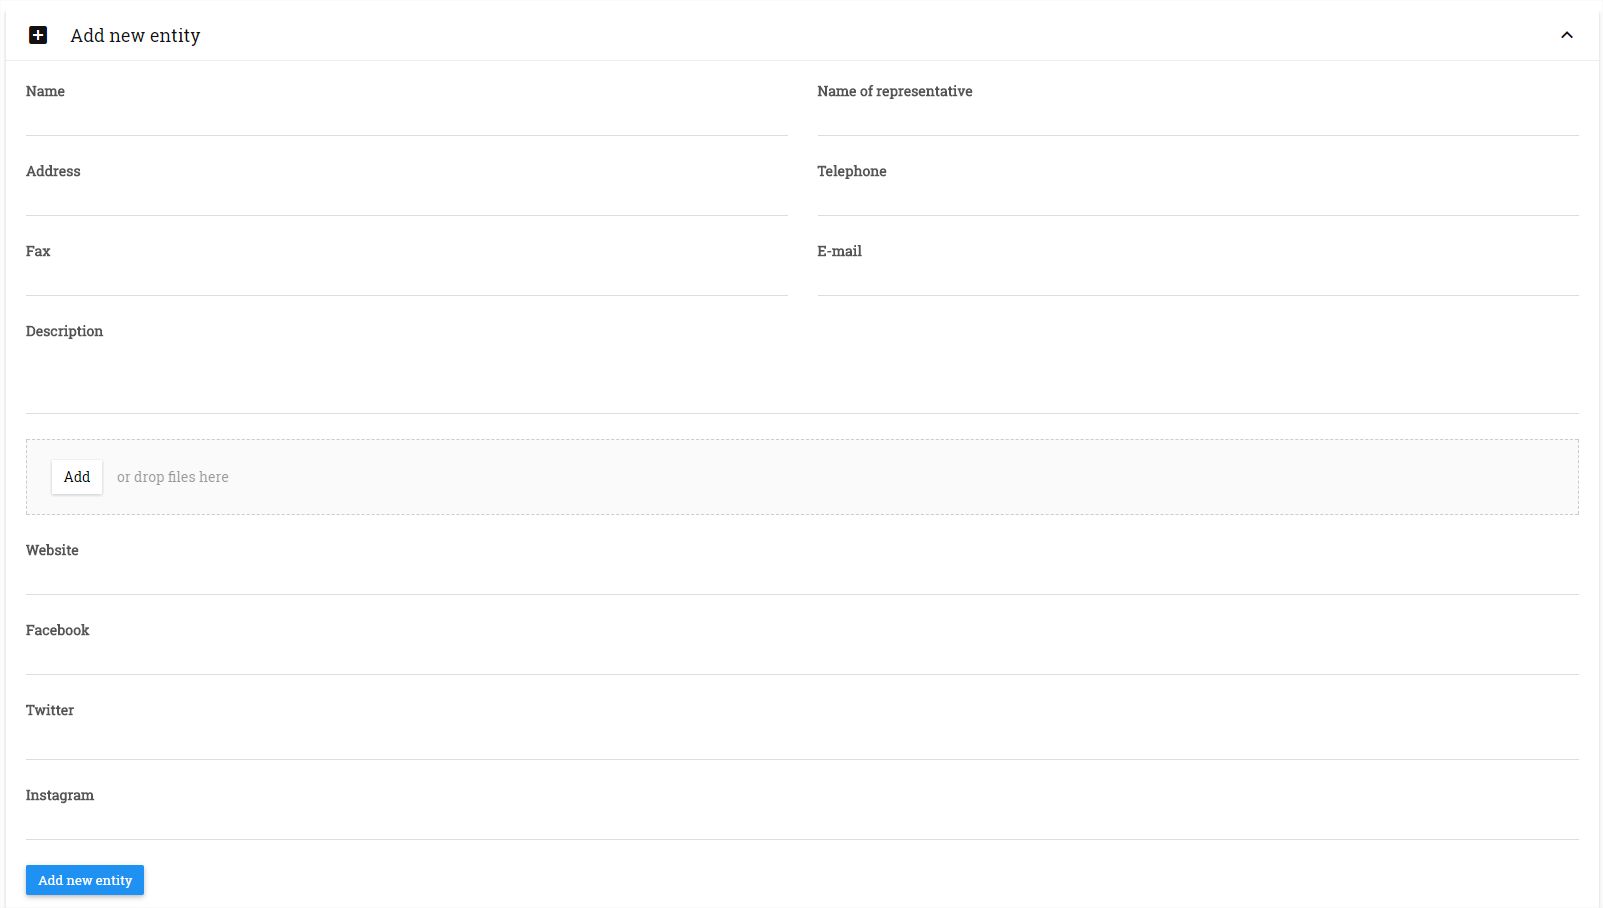 Add new entity
Name
Name of representative
Address
Telephone
Fax
E-mail
Description
Add or drop files here
Website
Facebook
Twitter
Instagram
Add new entity